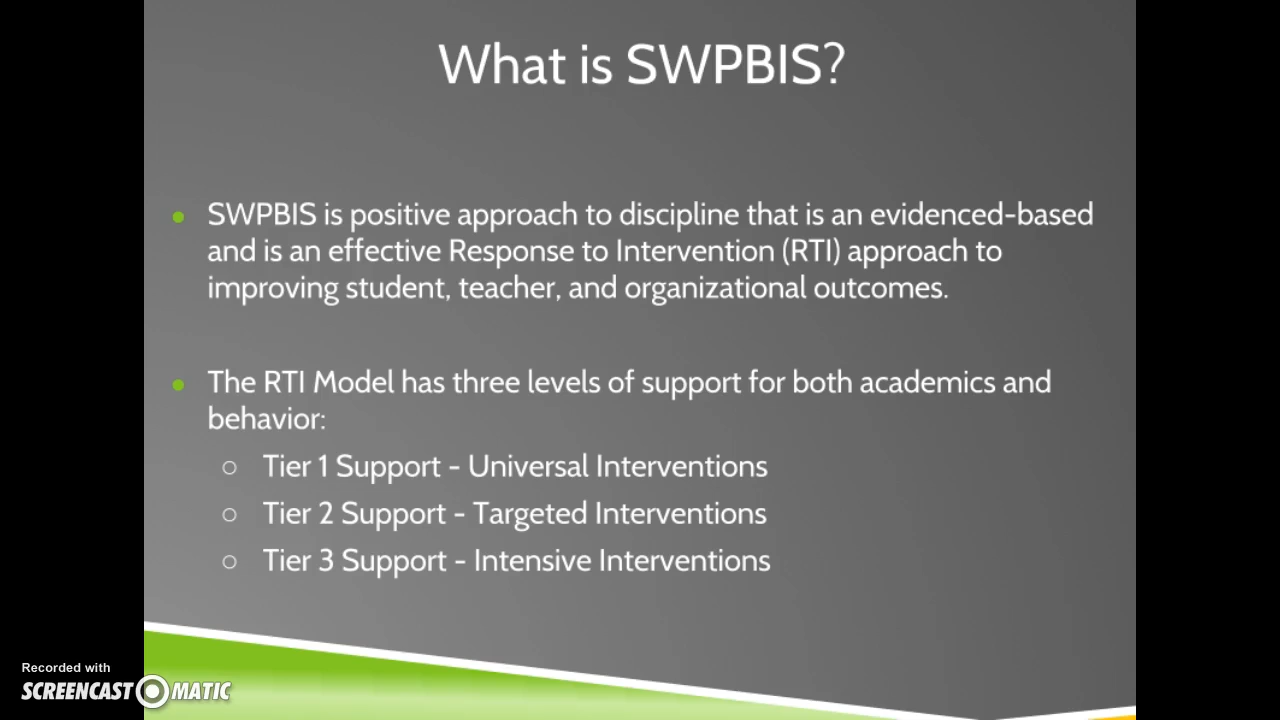 What is SWPBIS?
● SWPBIS is positive approach to discipline that is an evidenced-based
and is an effective Response to Intervention (RTI) approach to
improving student, teacher, and organizational outcomes.
● The RTI Model has three levels of support for both academics and
behavior:
○ Tier 1 Support - Universal Interventions
○ Tier 2 Support - Targeted Interventions
○ Tier 3 Support - Intensive Interventions
Recorded with
SCREENCAST MATIC